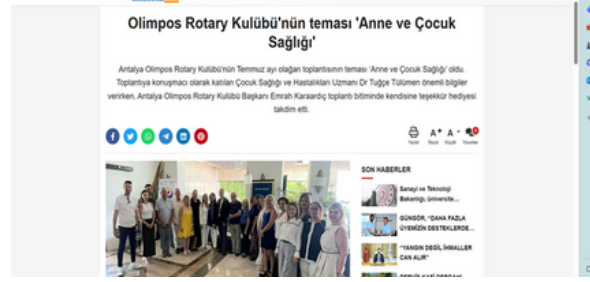 Olimpos Rotary Kulübü'nün teması 'Anne ve Çocuk
Sağlığı'
Antalya Olimpos Rotary Kulübü'nün Temmuz ayı olağan toplantısının teması 'Anne ve Çocuk Sağlığı' oldu.
Toplantıya konuşmacı olarak katılan Çocuk Sağlığı ve Hastalıkları Uzmanı Dr Tuğçe Tülümen önemli bilgiler
verirken, Antalya Olimpos Rotary Kulübü Başkanı Emrah Karaardıç toplantı bitiminde kendisine teşekkür hediyesi
takdim etti.
A+ A -
SON HABERLER
Sanayi ve Teknoloji
Bakanlığı, üniversite...
GÜNGÖR, "DAHA FAZLA
ÜYEMİZİN DESTEKLERDE...
"YANGIN DEĞİL, İHMALLER
CAN ALIR"